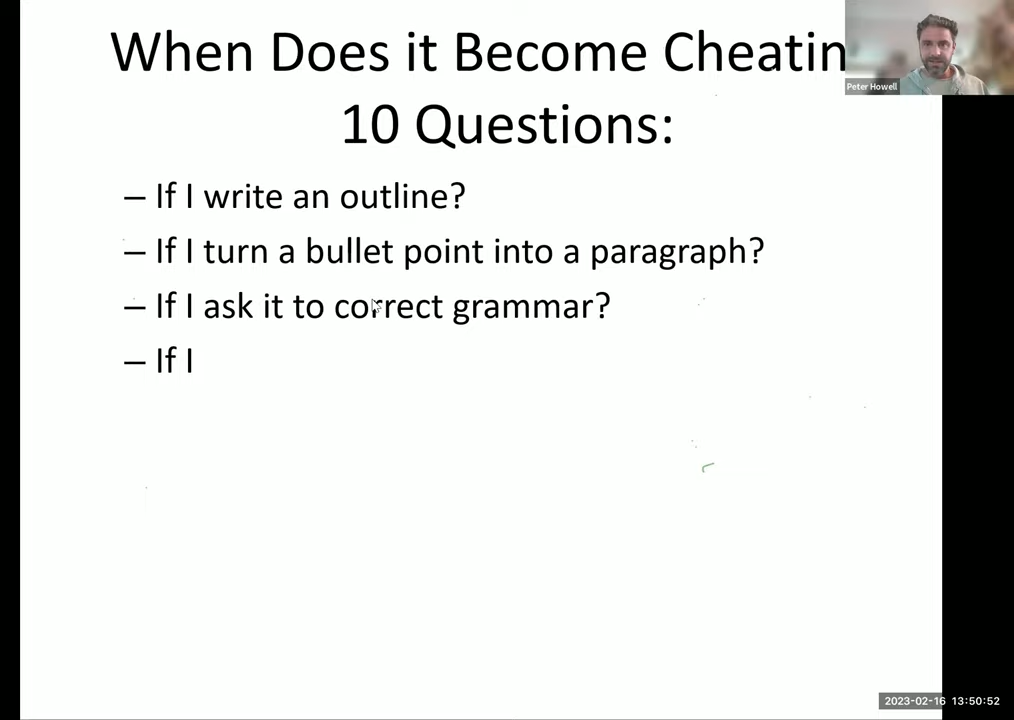 When Does it Become Cheatin
10 Questions:
– If I write an outline?
– If I turn a bullet point into a paragraph?
– If I ask it to correct grammar?
– If I
Peter Howell
2023-02-16 13:50:52